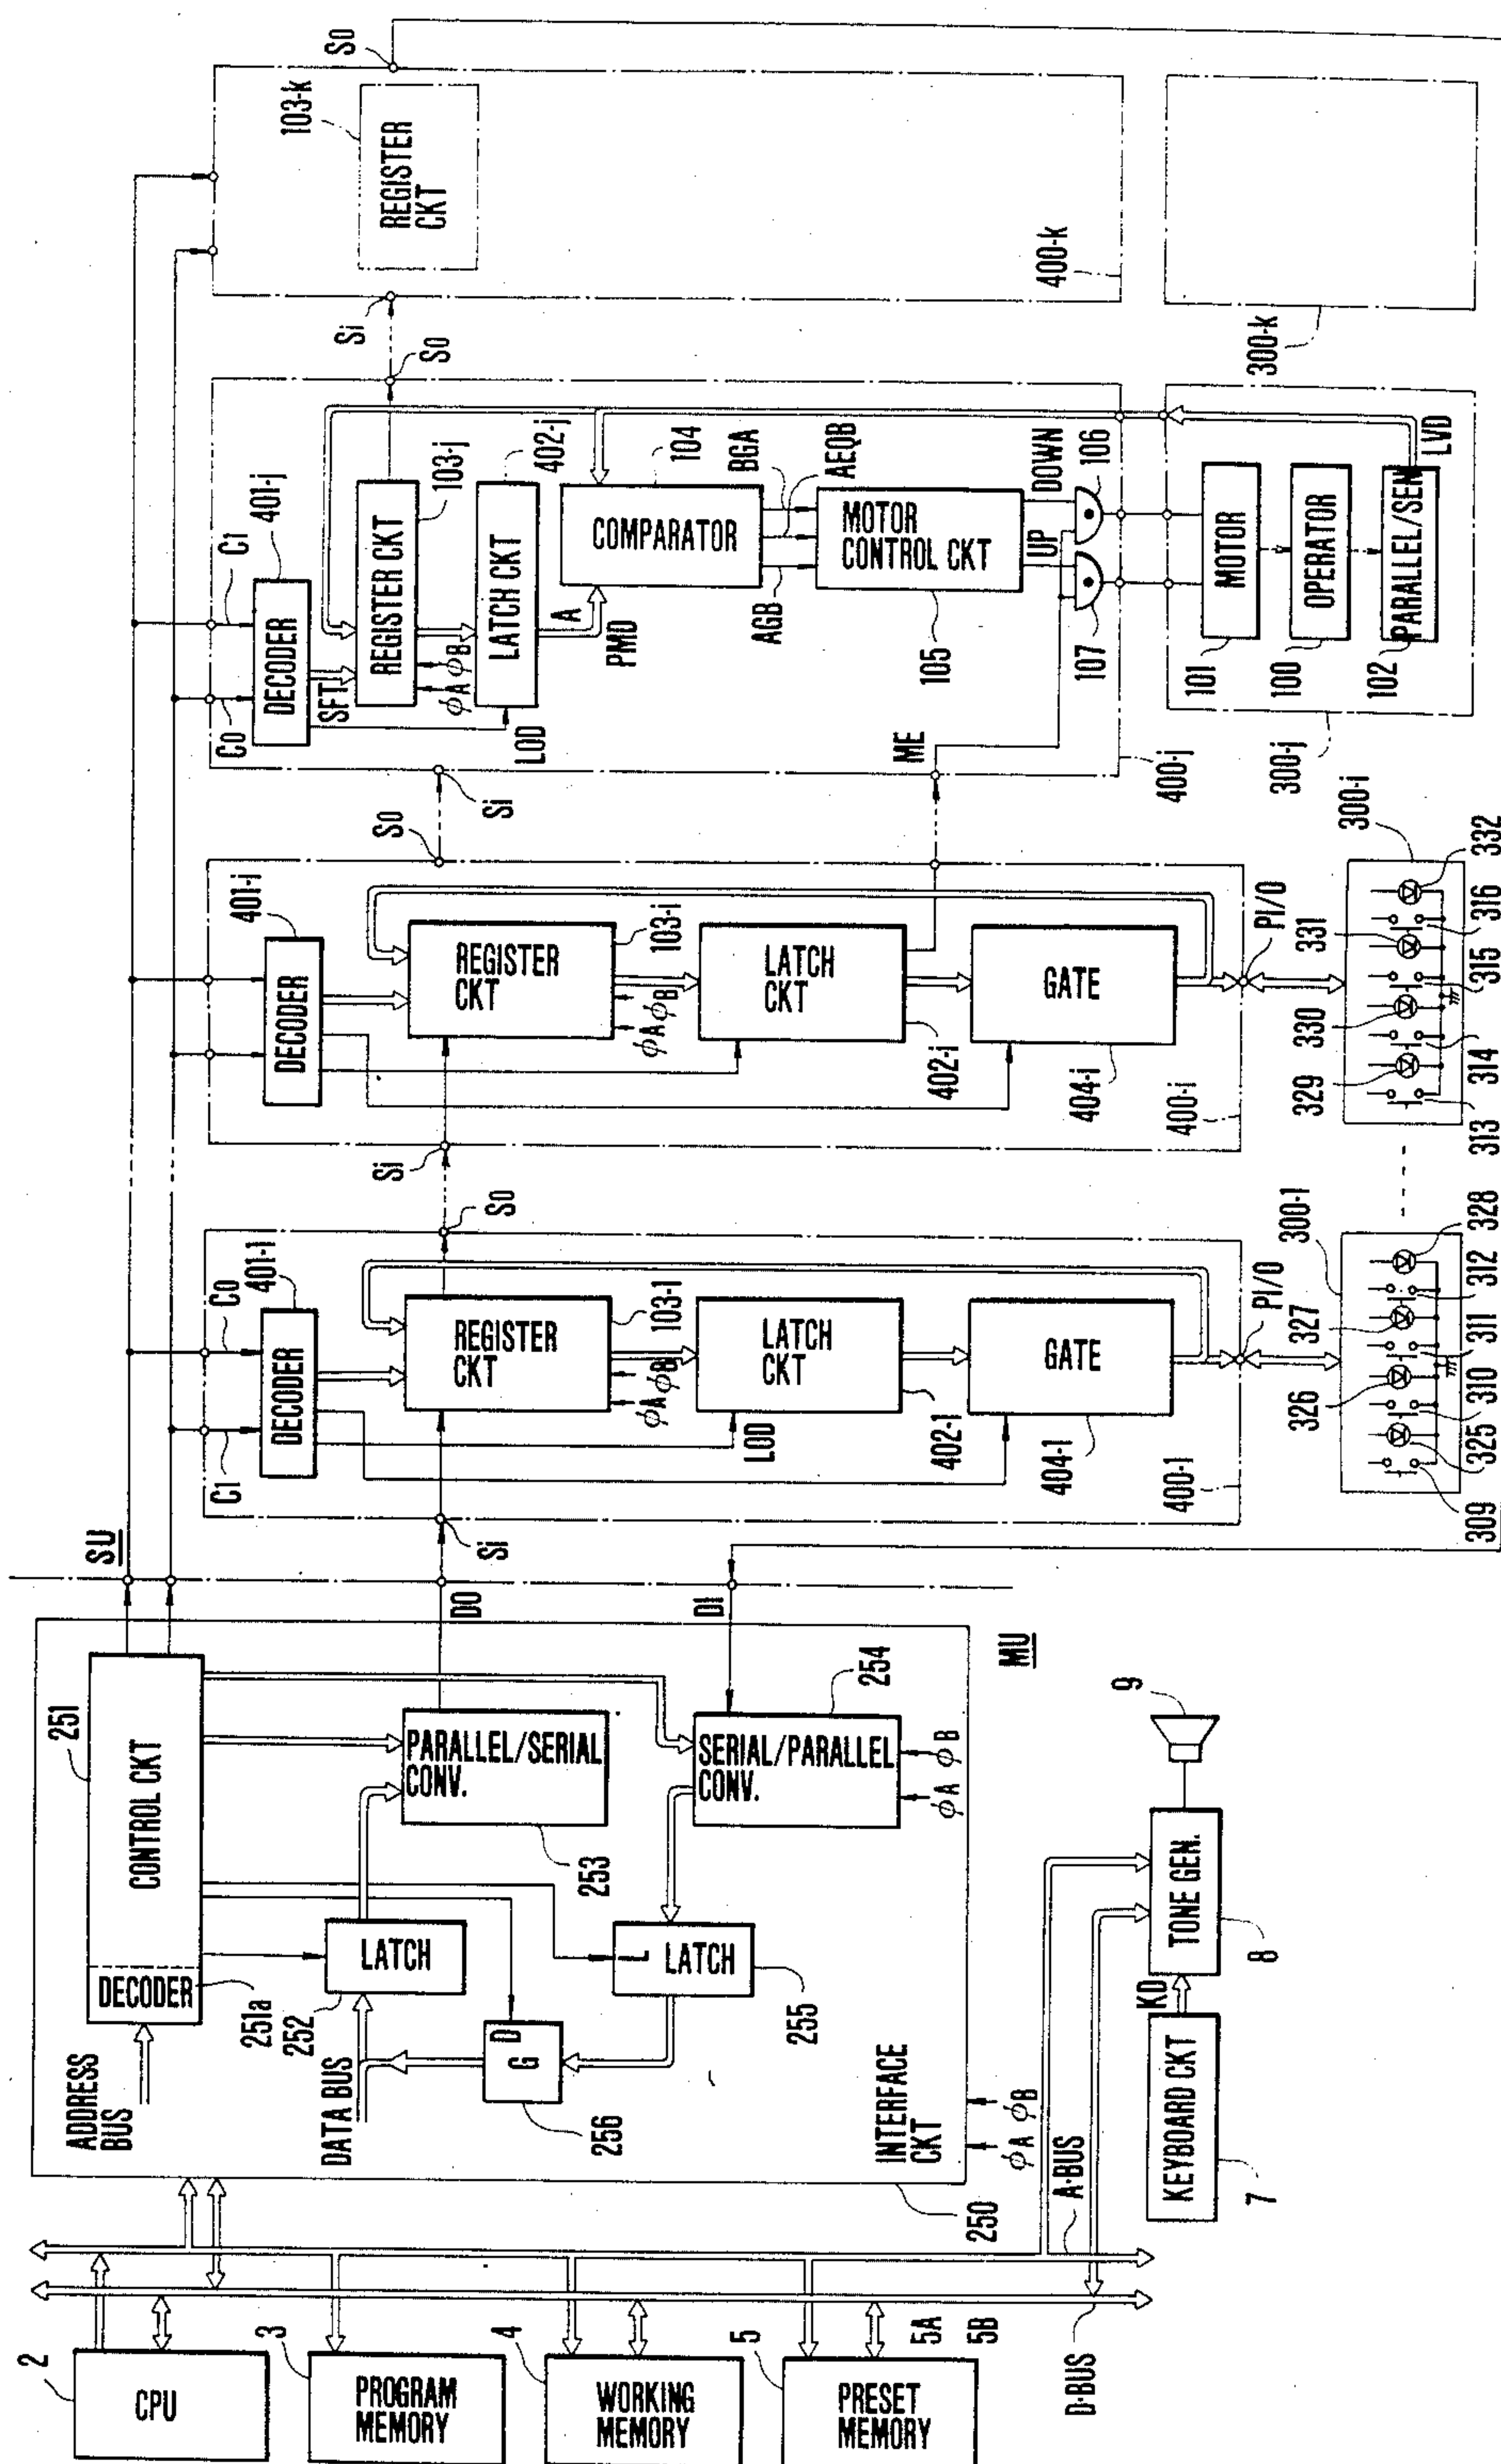 2
CPU
3
PROGRAM
MEMORY
4
WORKING
MEMORY
5
PRESET
MEMORY
5A
5B
D-BUS
A-BUS
KEYBOARD CKT
7
KD
TONE GEN.
8
9
250
INTERFACE
CKT
φA
φB
MU
ADDRESS
BUS
DECODER
251a
CONTROL CKT
251
LATCH
252
DATA BUS
D
G
256
PARALLEL/SERIAL
CONV.
253
SERIAL/PARALLEL
CONV.
254
φA
φB
L
LATCH
255
DO
DI
SU
C1
C0
401-1
DECODER
Si
S0
REGISTER
CKT
103-1
φA
φB
LOD
LATCH
CKT
402-1
GATE
404-1
400-1
PI/O
300-1
309
325
310
326
311
327
312
328
401-i
DECODER
Si
S0
REGISTER
CKT
103-i
φA
φB
LATCH
CKT
402-i
GATE
404-i
400-i
PI/O
300-i
313
329
314
330
315
331
316
332
C0
C1
401-j
DECODER
SFT
LOD
Si
S0
REGISTER CKT
103-j
φA
φB
LATCH CKT
402-j
A
PMD
COMPARATOR
104
AGB
AEQB
BGA
MOTOR
CONTROL CKT
105
UP
DOWN
107
106
ME
400-j
MOTOR
101
OPERATOR
100
PARALLEL/SEN
102
LVD
300-j
Si
S0
REGISTER
CKT
103-k
400-k
300-k